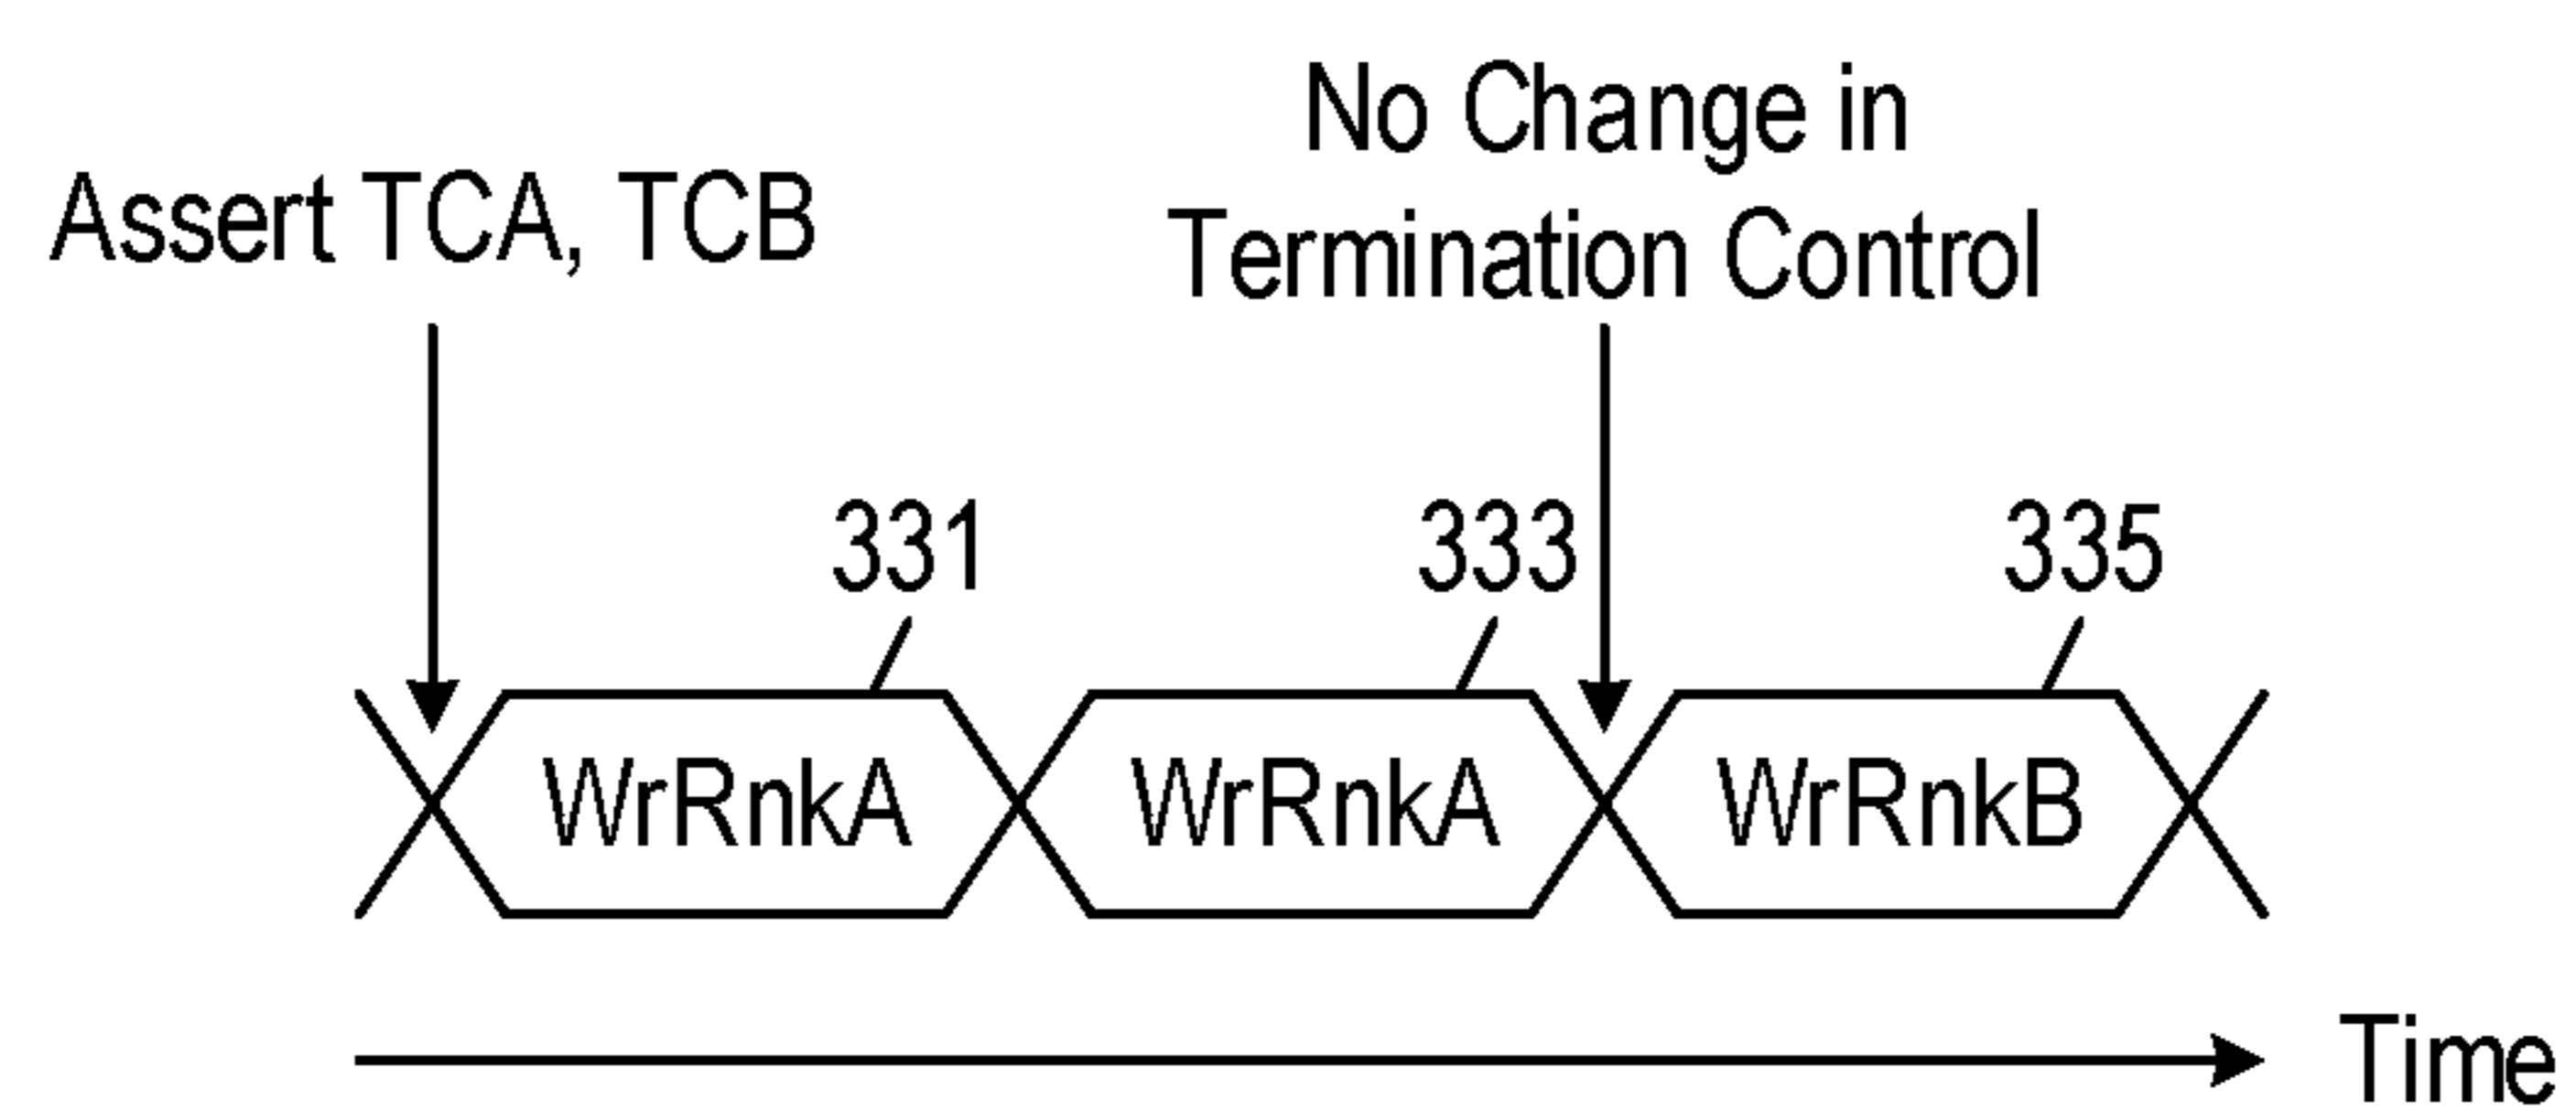 No Change in
Assert TCA, TCB
Termination Control
331
333
335
WrRnkA
WrRnkA
WrRnkB
Time